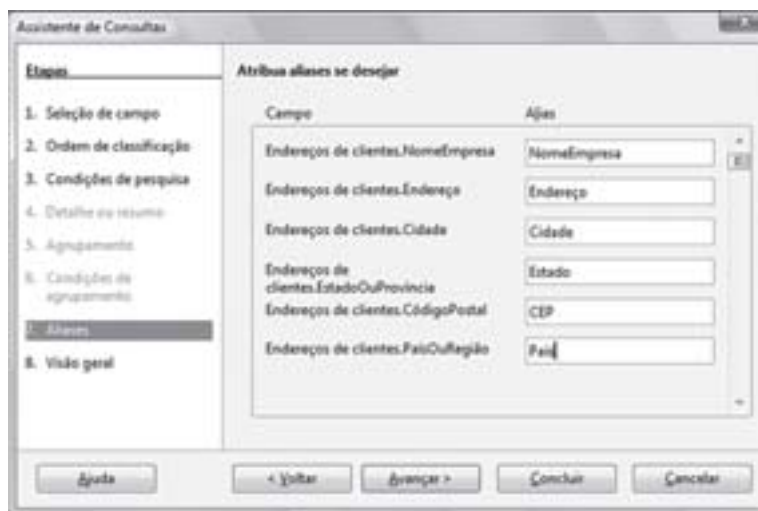 Assistente de Consultas
Etapas
1. Seleção de campo
2. Ordem de classificação
3. Condições de pesquisa
4. Detalhe ou resumo
5. Agrupamento
6. Condições de
agrupamento
7. Aliases
8. Visão geral
Atribua aliases se desejar
Campo
Alias
Endereços de clientes.NomeEmpresa
NomeEmpresa
Endereços de clientes.Endereço
Endereço
Endereços de clientes.Cidade
Cidade
Endereços de
clientes.EstadoOuProvíncia
Estado
Endereços de clientes.CódigoPostal
CEP
Endereços de clientes.PaísOuRegião
País
Ajuda
< Voltar
Avançar >
Concluir
Cancelar